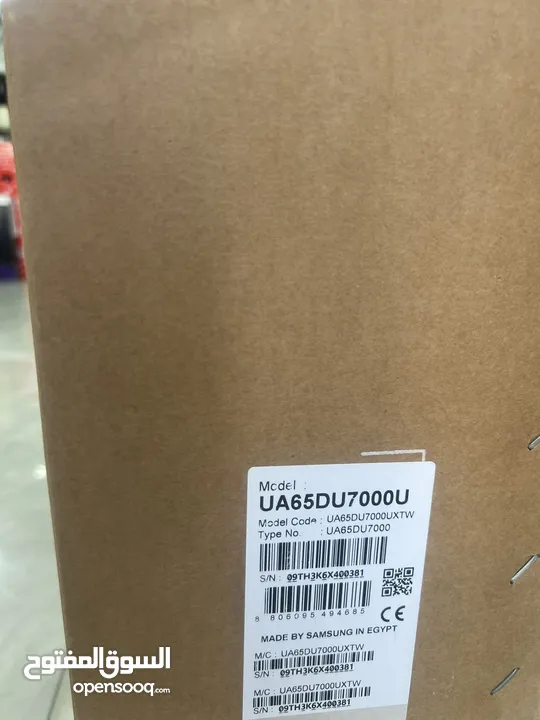 Model :
UA65DU7000U
Model Code : UA65DU7000UXTW
Type No. : UA65DU7000
S/N : 09TH3K6X400381
8 806095 494685
CE
MADE BY SAMSUNG IN EGYPT
M/C : UA65DU7000UXTW
S/N : 09TH3K6X400381
M/C : UA65DU7000UXTW
S/N : 09TH3K6X400381
السوق المفتوح
opensooq.com